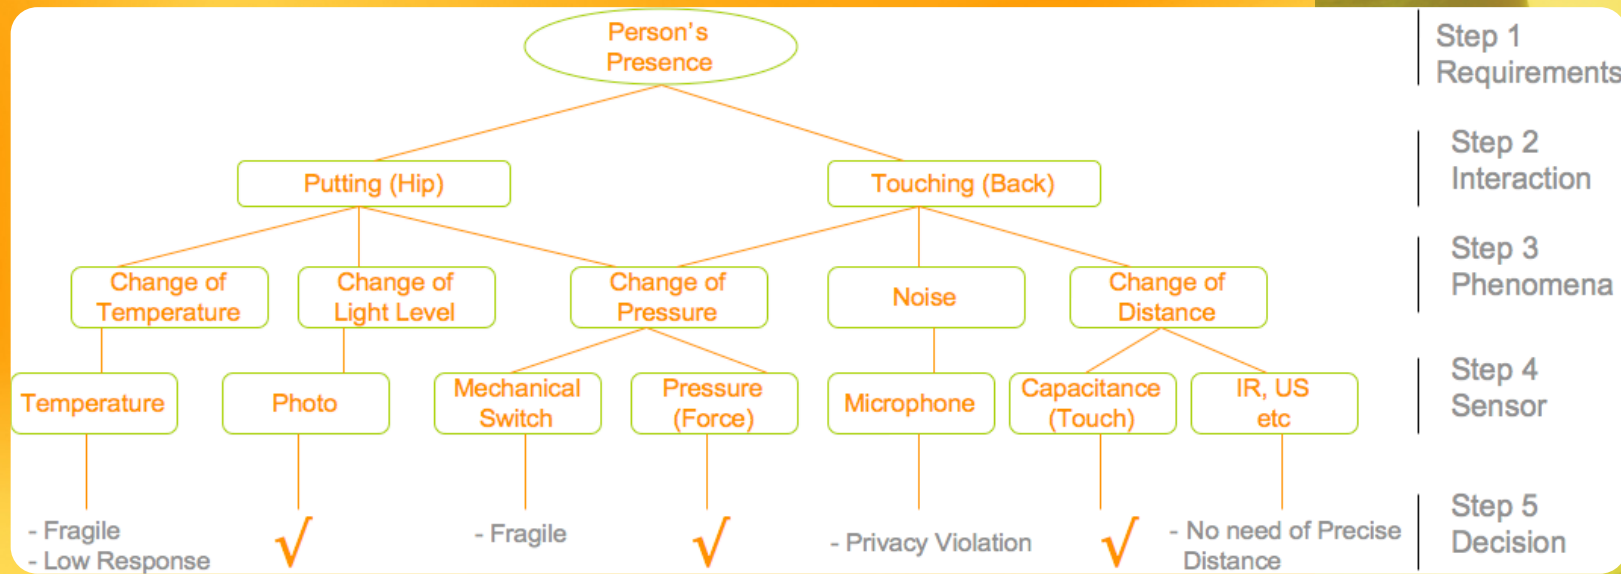 Person's
Presence
Step 1
Requirements
Putting (Hip)
Touching (Back)
Step 2
Interaction
Change of
Temperature
Change of
Light Level
Change of
Pressure
Noise
Change of
Distance
Step 3
Phenomena
Temperature
Photo
Mechanical
Switch
Pressure
(Force)
Microphone
Capacitance
(Touch)
IR, US
etc
Step 4
Sensor
- Fragile
- Low Response
√
- Fragile
√
- Privacy Violation
√
- No need of Precise
Distance
Step 5
Decision